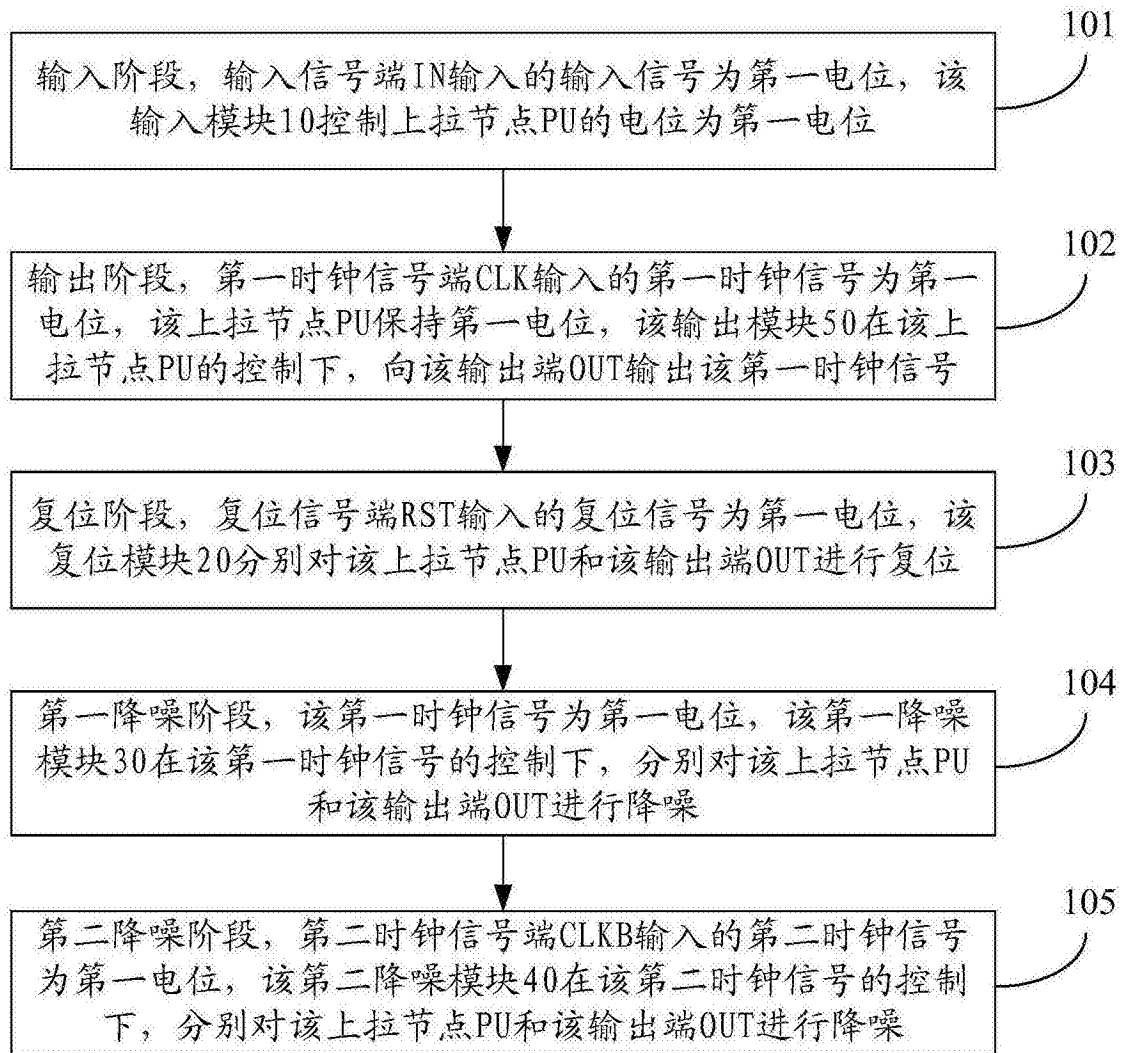 101
输入阶段，输入信号端IN输入的输入信号为第一电位，该
输入模块10控制上拉节点PU的电位为第一电位
102
输出阶段，第一时钟信号端CLK输入的第一时钟信号为第一
电位，该上拉节点PU保持第一电位，该输出模块50在该上
拉节点PU的控制下，向该输出端OUT输出该第一时钟信号
103
复位阶段，复位信号端RST输入的复位信号为第一电位，该
复位模块20分别对该上拉节点PU和该输出端OUT进行复位
104
第一降噪阶段，该第一时钟信号为第一电位，该第一降噪
模块30在该第一时钟信号的控制下，分别对该上拉节点PU
和该输出端OUT进行降噪
105
第二降噪阶段，第二时钟信号端CLKB输入的第二时钟信号
为第一电位，该第二降噪模块40在该第二时钟信号的控制
下，分别对该上拉节点PU和该输出端OUT进行降噪